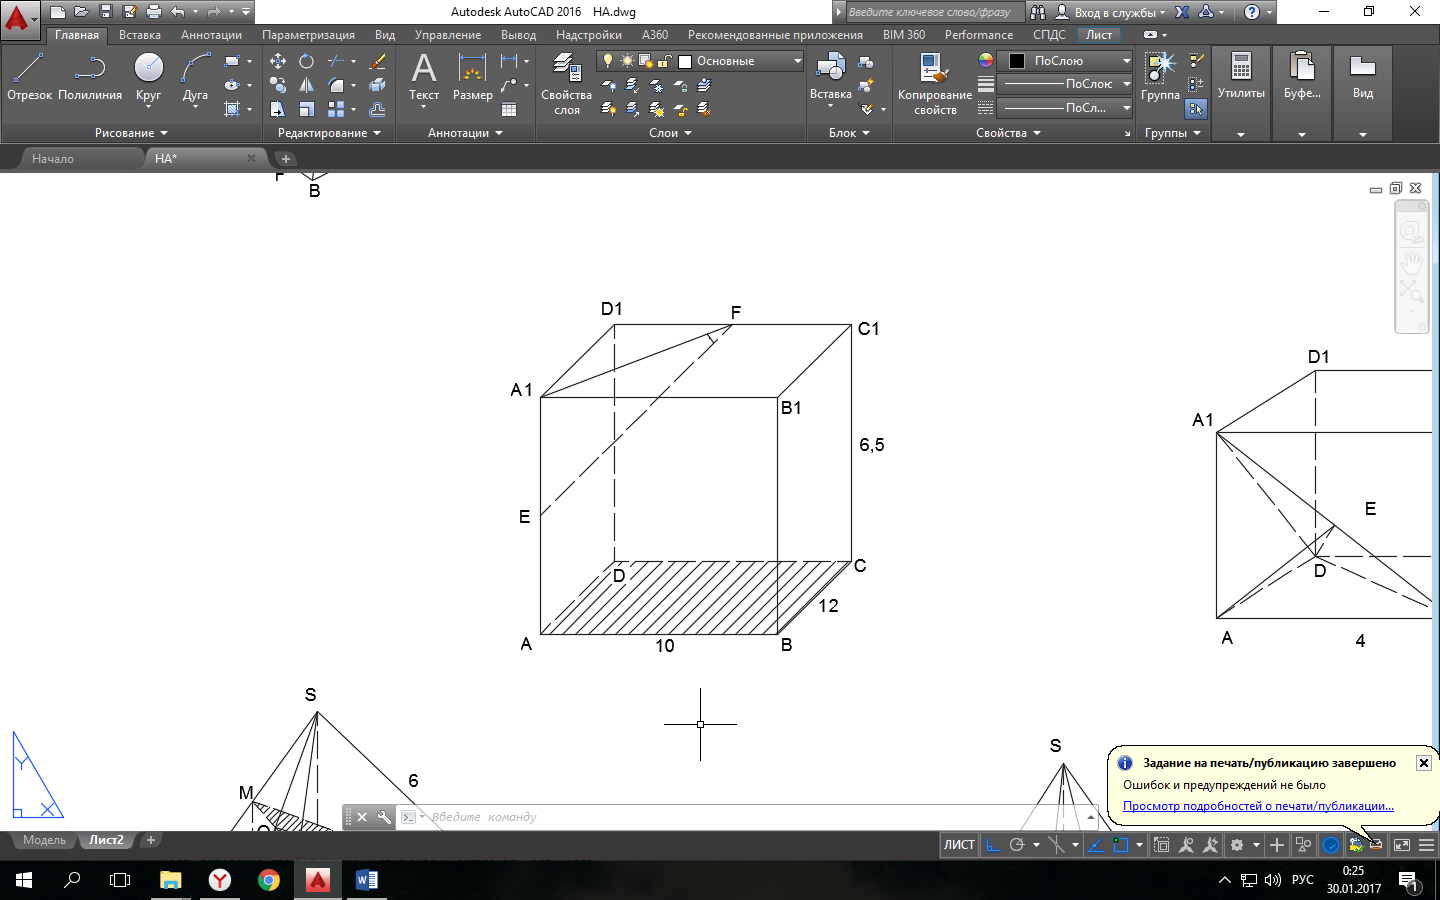 Autodesk AutoCAD 2016 НА.dwg
Введите ключевое слово/фразу
Вход в службы
Главная Вставка Аннотации Параметризация Вид Управление Вывод Надстройки A360 Рекомендованные приложения BIM 360 Performance СПДС Лист
Отрезок Полилиния Круг Дуга
Рисование
Редактирование
Текст Размер
Аннотации
Свойства слоя
Основные
Слои
Вставка
Блок
Копирование свойств
ПоСлою
ПоСлою
ПоСл...
Свойства
Группа
Группы
Утилиты
Буфе...
Вид
Начало НА*
F
B
D1 F C1
A1
B1
6,5
E
D
C
12
A
10
B
D1
A1
E
D
A
4
S
6
M
O
S
2D
Y
X
Задание на печать/публикацию завершено
Ошибок и предупреждений не было
Просмотр подробностей о печати/публикации...
Введите команду
Модель Лист2
ЛИСТ
РУС
0:25
30.01.2017
1